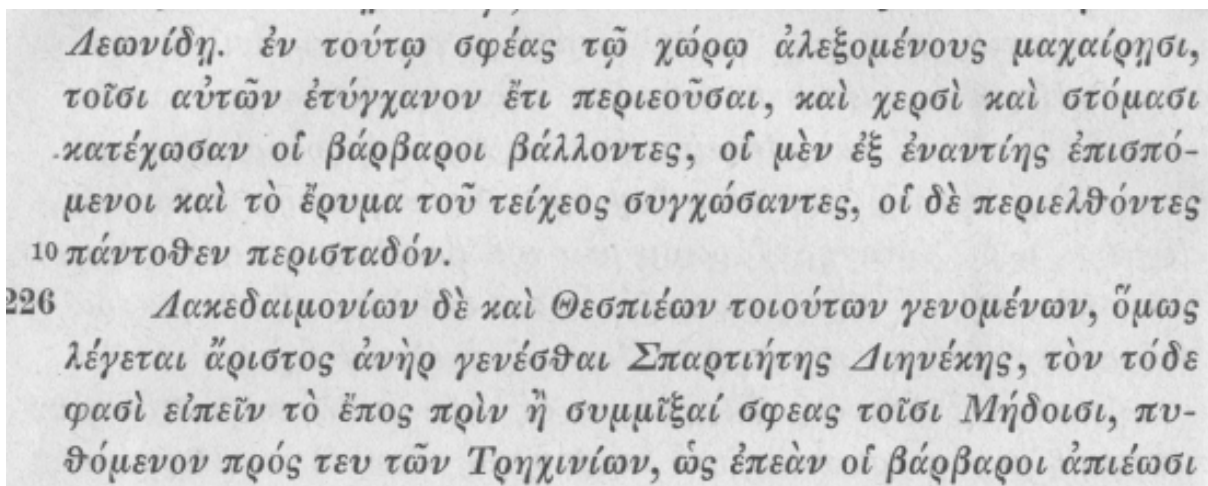 Λεωνίδῃ. ἐν τούτῳ σφέας τῷ χώρῳ ἀλεξομένους μαχαίρῃσι,
τοῖσι αὐτῶν ἐτύγχανον ἔτι περιεοῦσαι, καὶ χερσὶ καὶ στόμασι
κατέχωσαν οἱ βάρβαροι βάλλοντες, οἱ μὲν ἐξ ἐναντίης ἐπισπό-
μενοι καὶ τὸ ἔρυμα τοῦ τείχεος συγχώσαντες, οἱ δὲ περιελθόντες
10 πάντοθεν περισταδόν.
226 Λακεδαιμονίων δὲ καὶ Θεσπιέων τοιούτων γενομένων, ὅμως
λέγεται ἄριστος ἀνὴρ γενέσθαι Σπαρτιήτης Διηνέκης, τὸν τόδε
φασὶ εἰπεῖν τὸ ἔπος πρὶν ἢ συμμῖξαί σφεας τοῖσι Μήδοισι, πυ-
θόμενον πρός τευ τῶν Τρηχινίων, ὡς ἐπεὰν οἱ βάρβαροι ἀπιέωσι